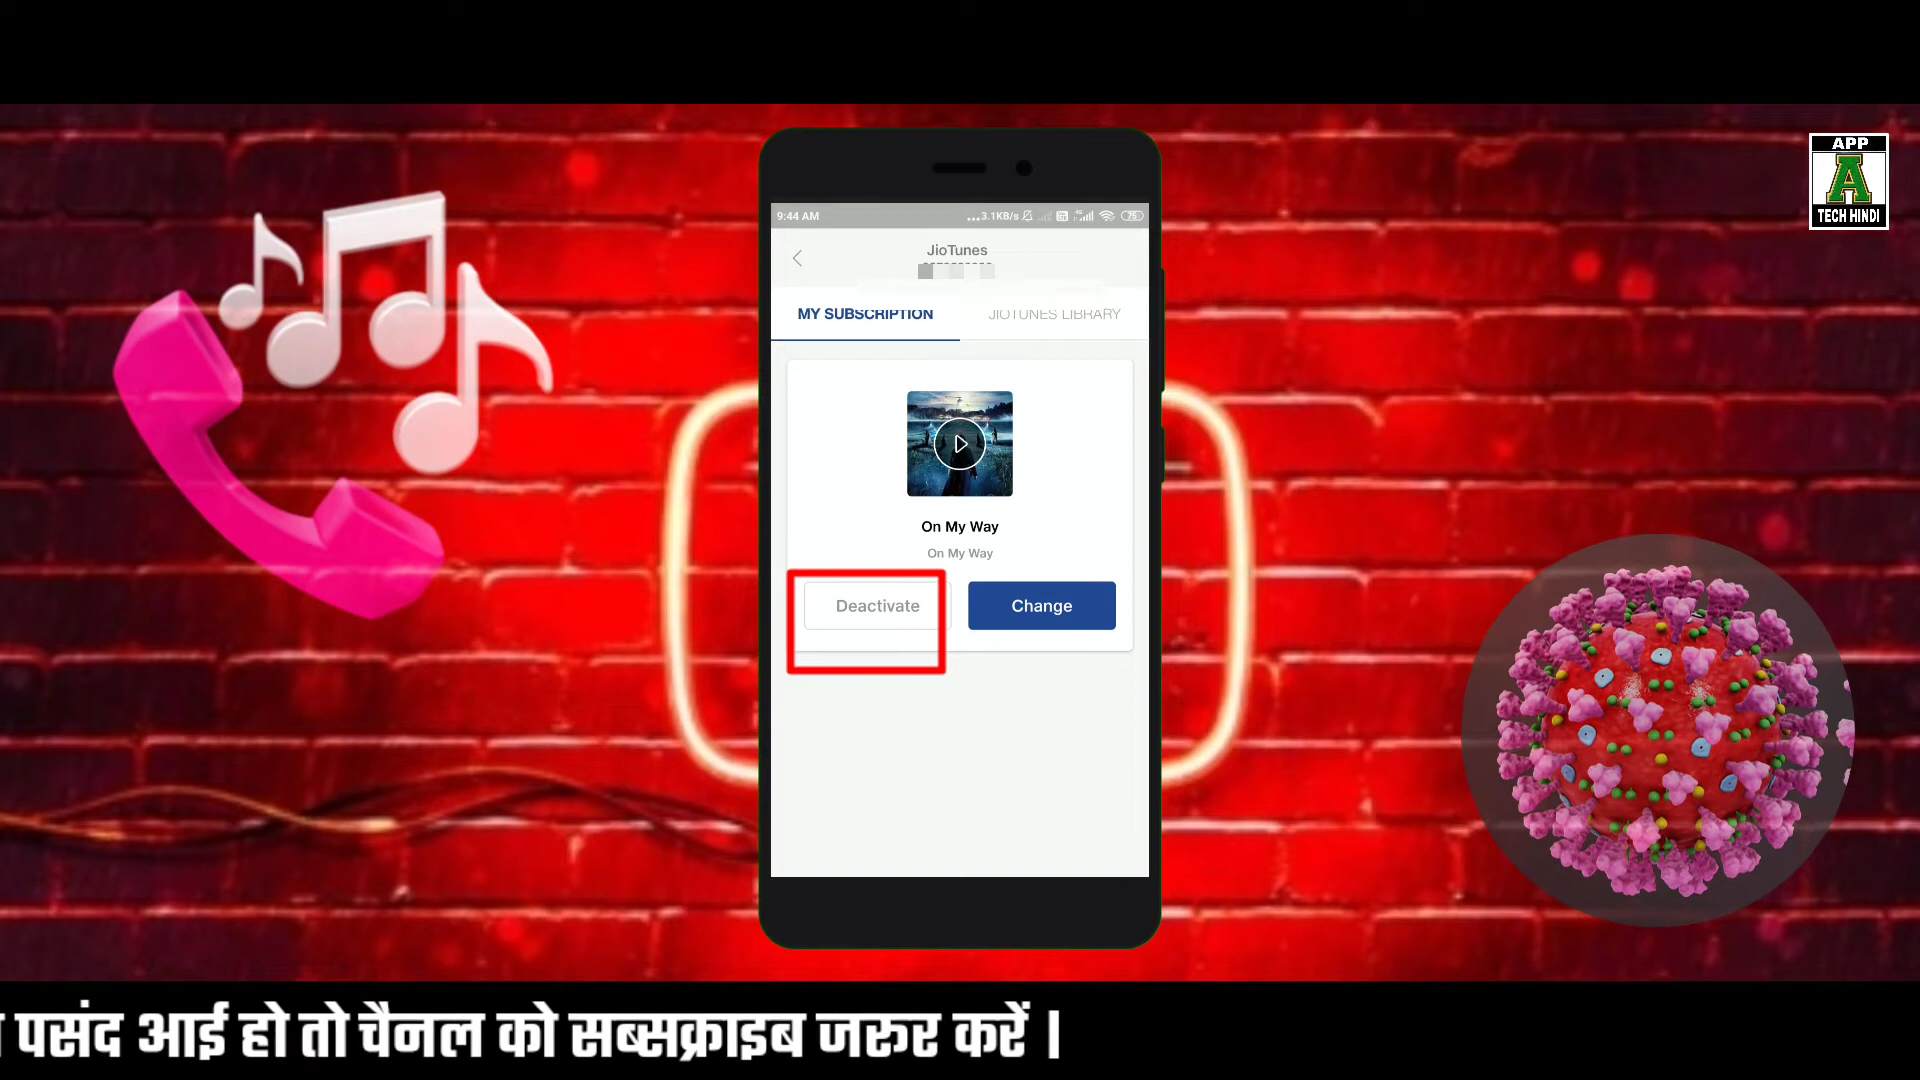 APP
A
TECH HINDI
9:44 AM
...3.1KB/s
75
JioTunes
MY SUBSCRIPTION
JIOTUNES LIBRARY
On My Way
On My Way
Deactivate
Change
पसंद आई हो तो चैनल को सब्सक्राइब जरूर करें ।